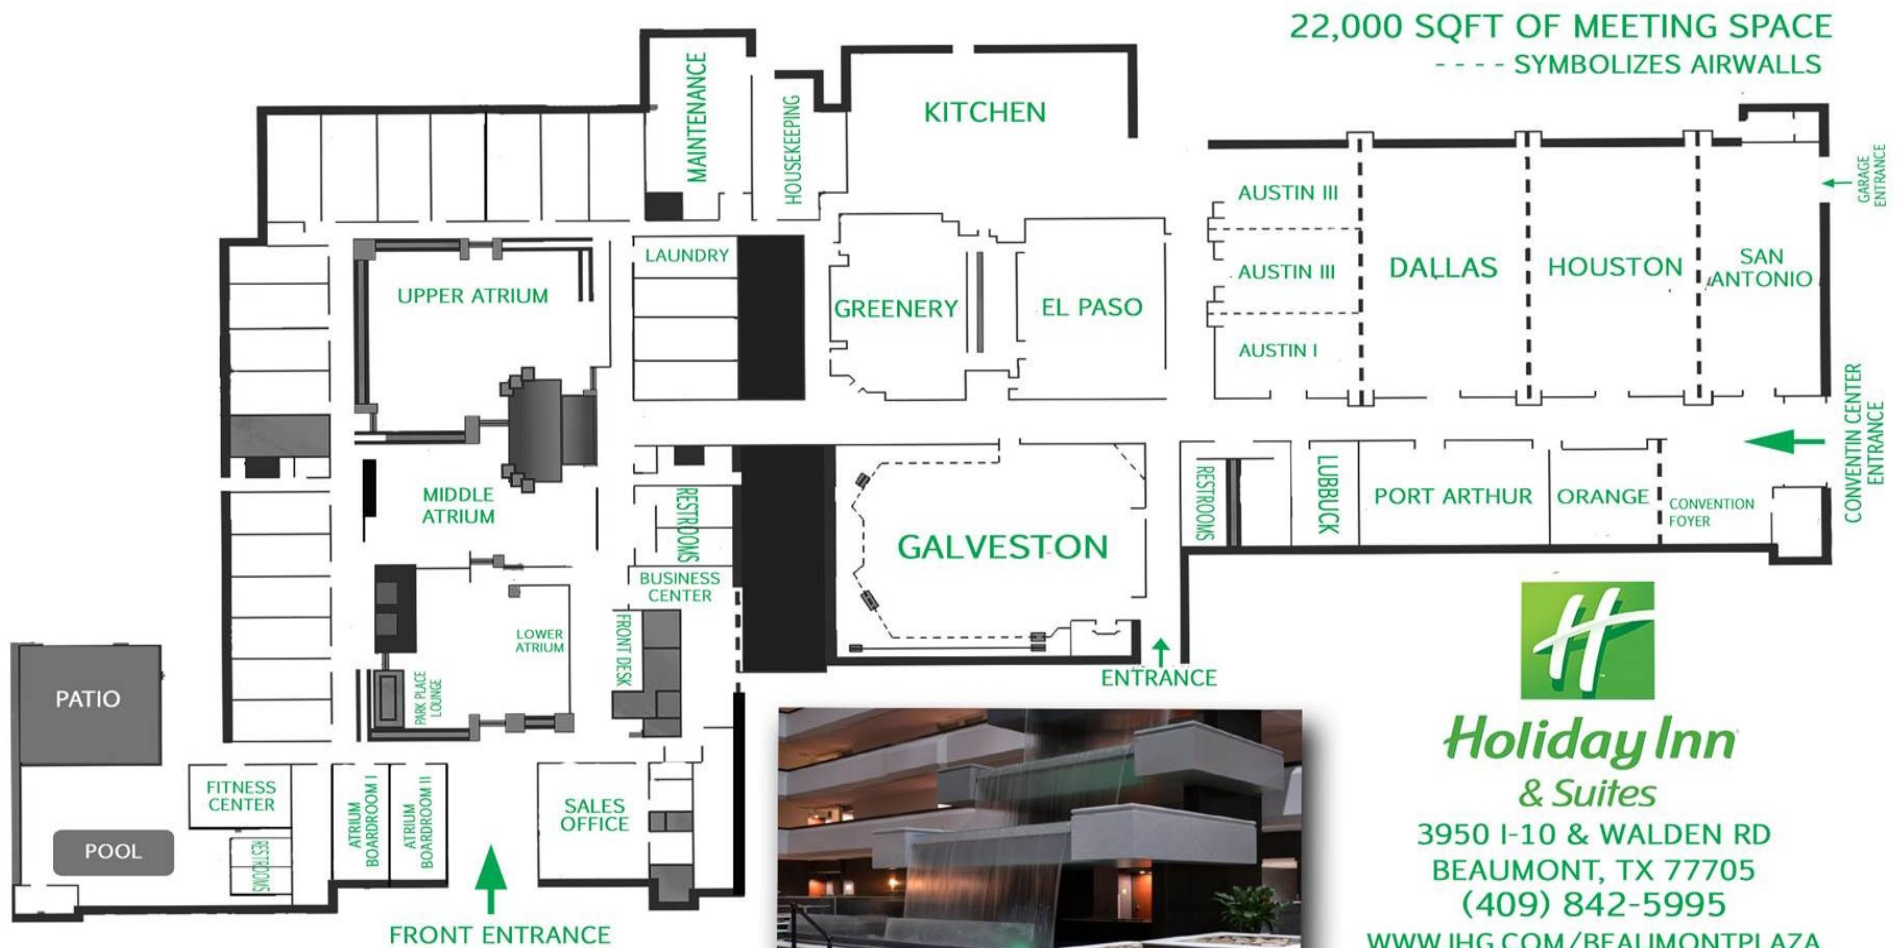 22,000 SQFT OF MEETING SPACE
- - - - SYMBOLIZES AIRWALLS
MAINTENANCE
HOUSEKEEPING
KITCHEN
GARAGE
ENTRANCE
AUSTIN III
AUSTIN III
AUSTIN I
DALLAS
HOUSTON
SAN
ANTONIO
LAUNDRY
UPPER ATRIUM
GREENERY
EL PASO
CONVENTIN CENTER
ENTRANCE
MIDDLE
ATRIUM
RESTROOMS
GALVESTON
RESTROOMS
LUBBUCK
PORT ARTHUR
ORANGE
CONVENTION
FOYER
BUSINESS
CENTER
LOWER
ATRIUM
FRONT DESK
PARK PLACE
LOUNGE
ENTRANCE
PATIO
FITNESS
CENTER
ATRIUM
BOARDROOM I
ATRIUM
BOARDROOM II
SALES
OFFICE
POOL
RESTROOMS
FRONT ENTRANCE
H
Holiday Inn
& Suites
3950 I-10 & WALDEN RD
BEAUMONT, TX 77705
(409) 842-5995
WWW.IHG.COM/BEAUMONTPLAZA